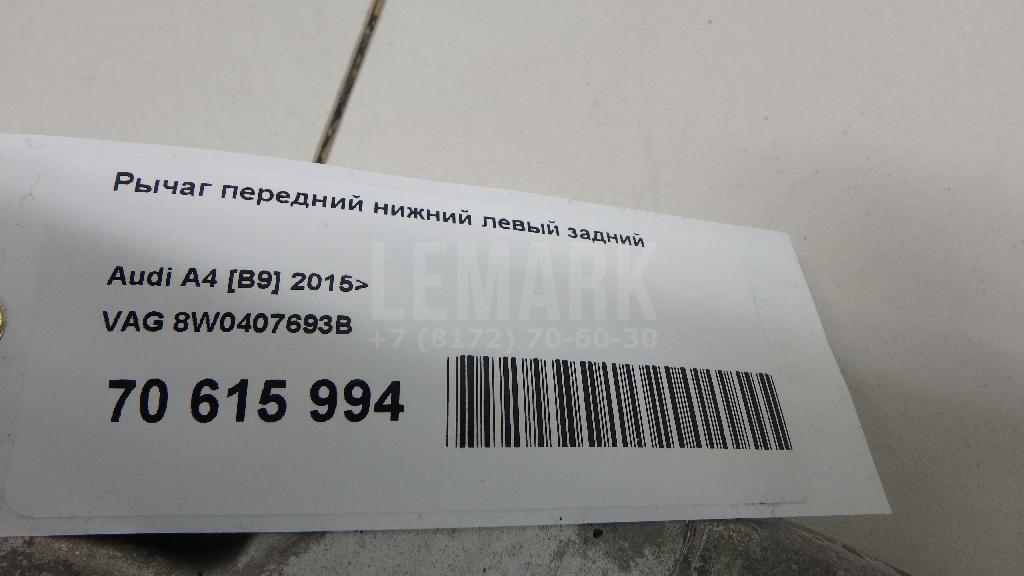 Рычаг передний нижний левый задний
Audi A4 [B9] 2015>
VAG 8W0407693B
70 615 994
LEMARK
+7 (8172) 70-60-30